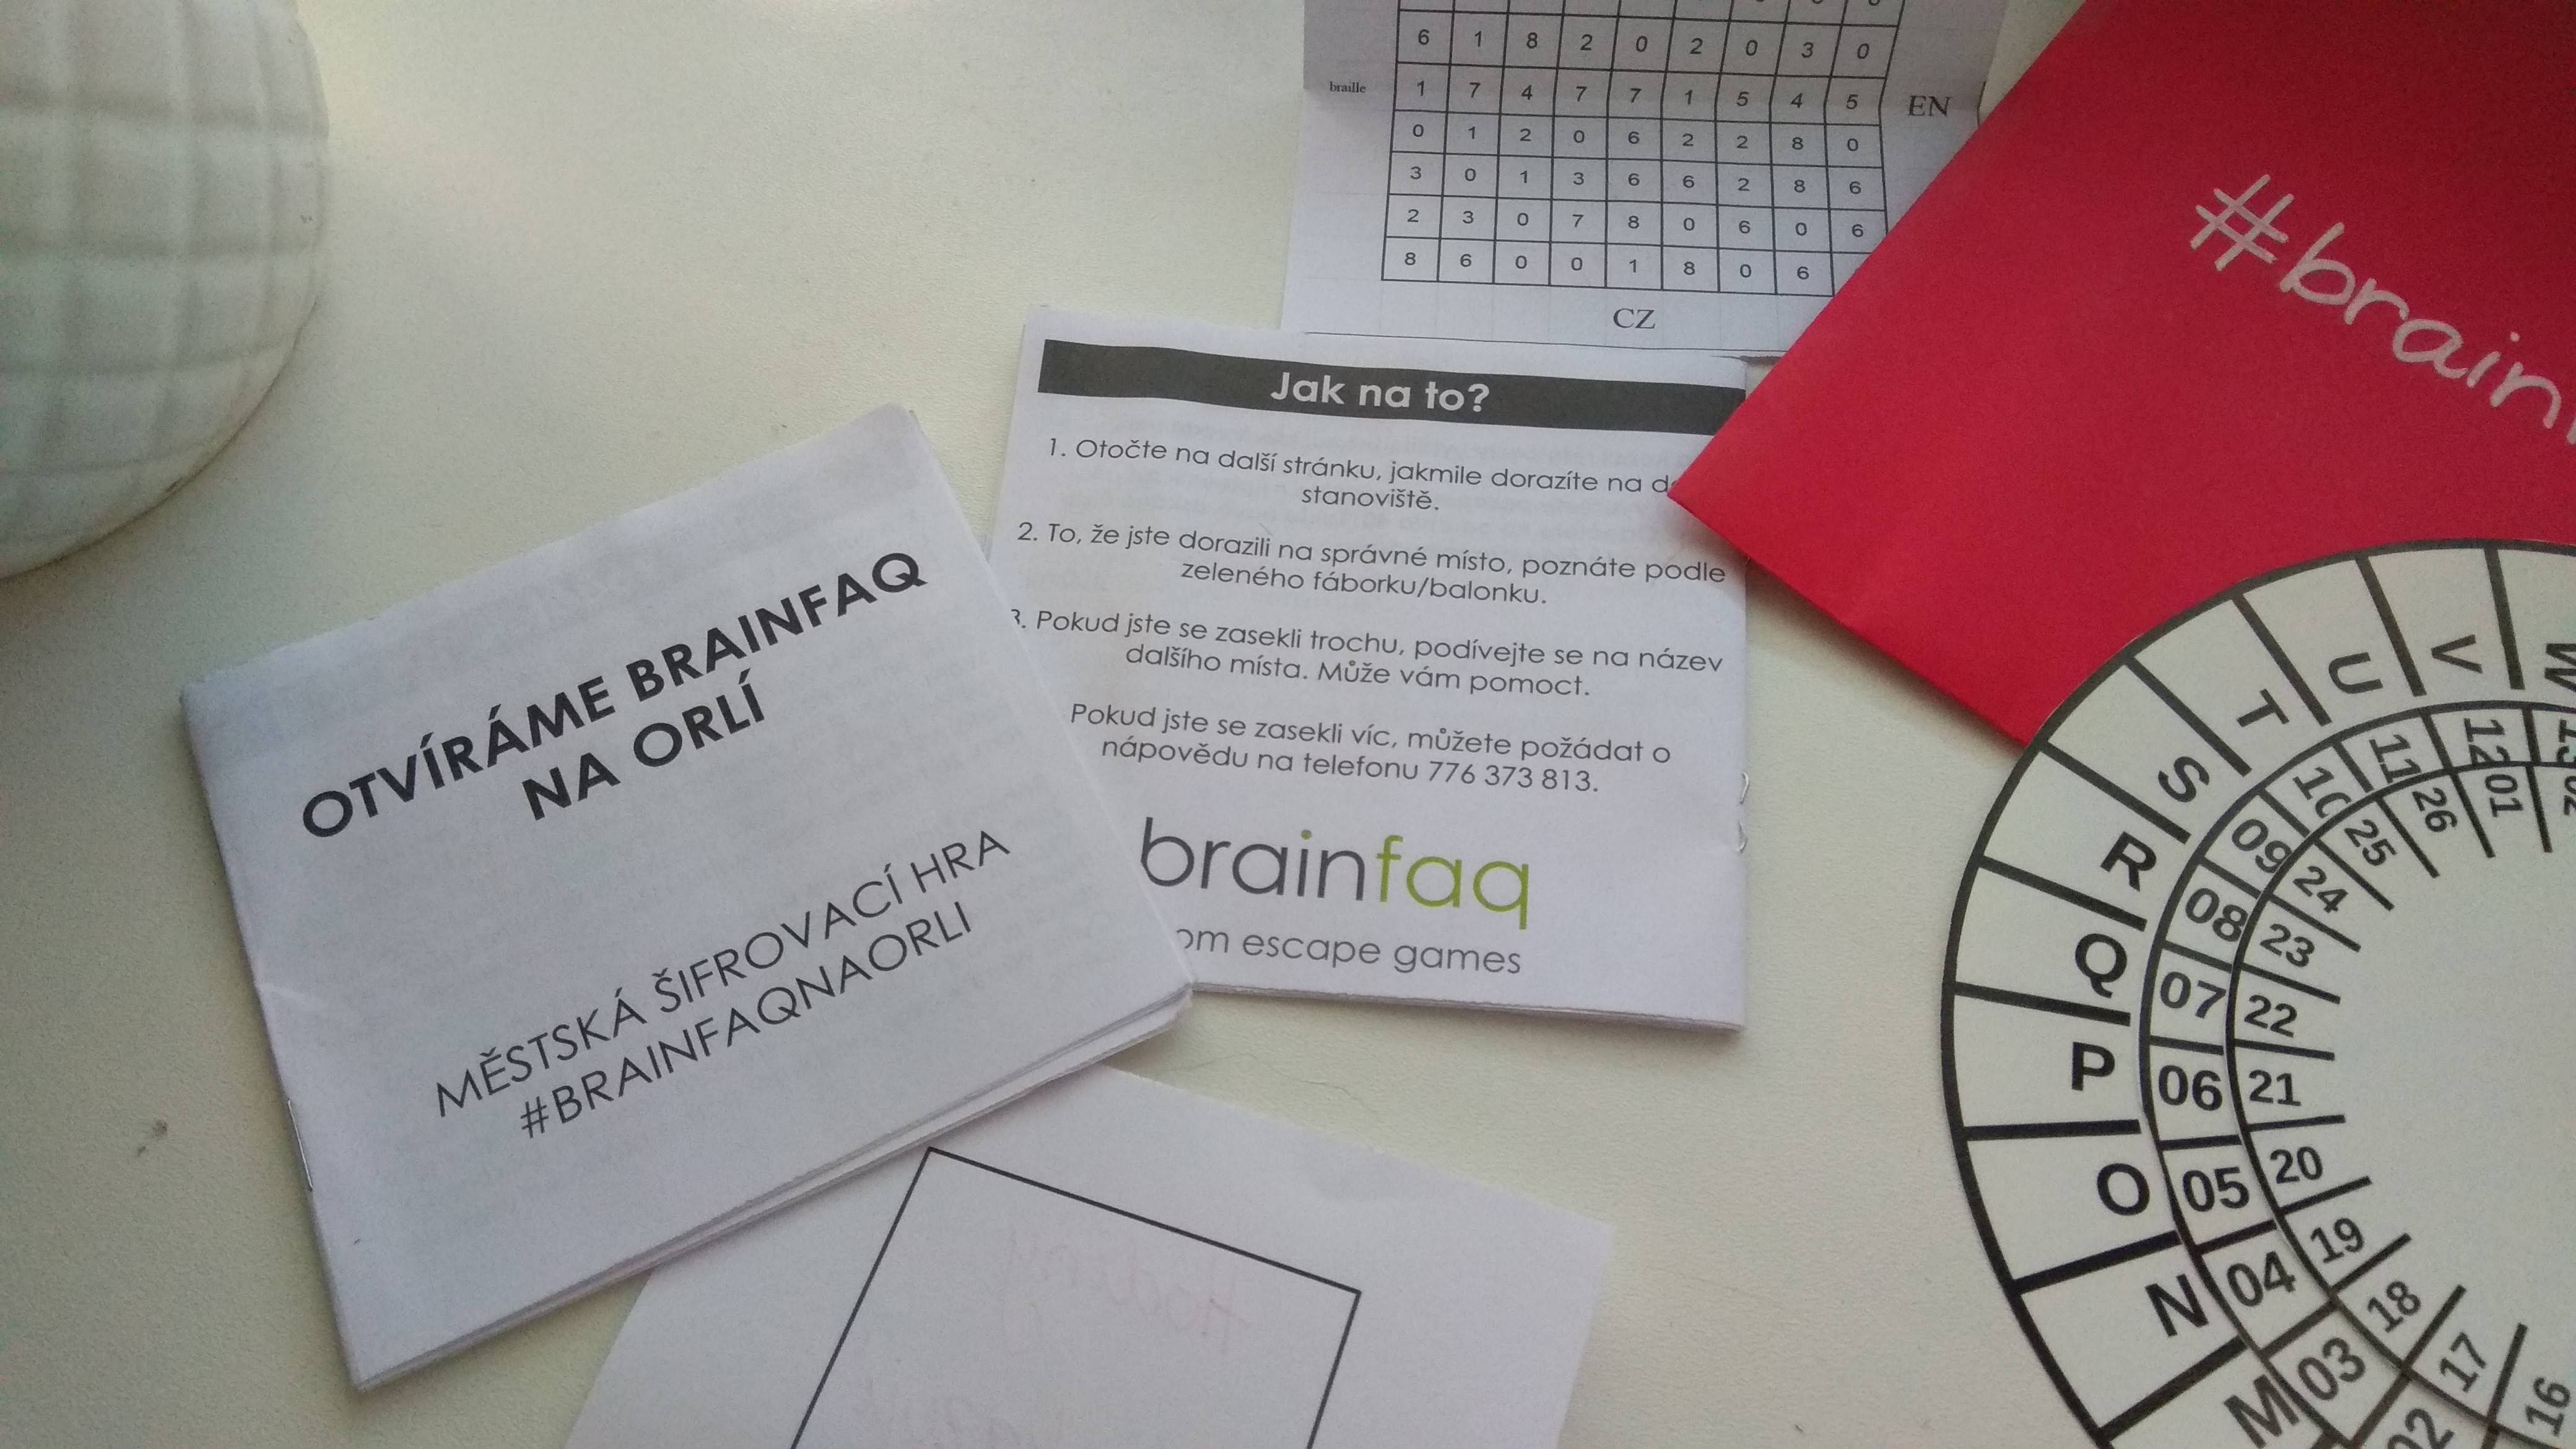 6 1 8 2 0 2 0 3 0
braille
1 7 4 7 7 1 5 4 5
EN
0 1 2 0 6 2 2 8 0
3 0 1 3 6 6 2 8 6
2 3 0 7 8 0 6 0 6
8 6 0 0 1 8 0 6
CZ
#brain
Jak na to?
1. Otočte na další stránku, jakmile dorazíte na
stanoviště.
2. To, že jste dorazili na správné místo, poznáte podle
zeleného fáborku/balonku.
3. Pokud jste se zasekli trochu, podívejte se na název
dalšího místa. Může vám pomoct.
Pokud jste se zasekli víc, můžete požádat o
nápovědu na telefonu 776 373 813.
brainfaq
om escape games
OTVÍRÁME BRAINFAQ
NA ORLÍ
MĚSTSKÁ ŠIFROVACÍ HRA
#BRAINFAQNAORLI
M N O P Q R S T U V W
02 03 04 05 06 07 08 09 10 11 12 13
16 17 18 19 20 21 22 23 24 25 26 01 02